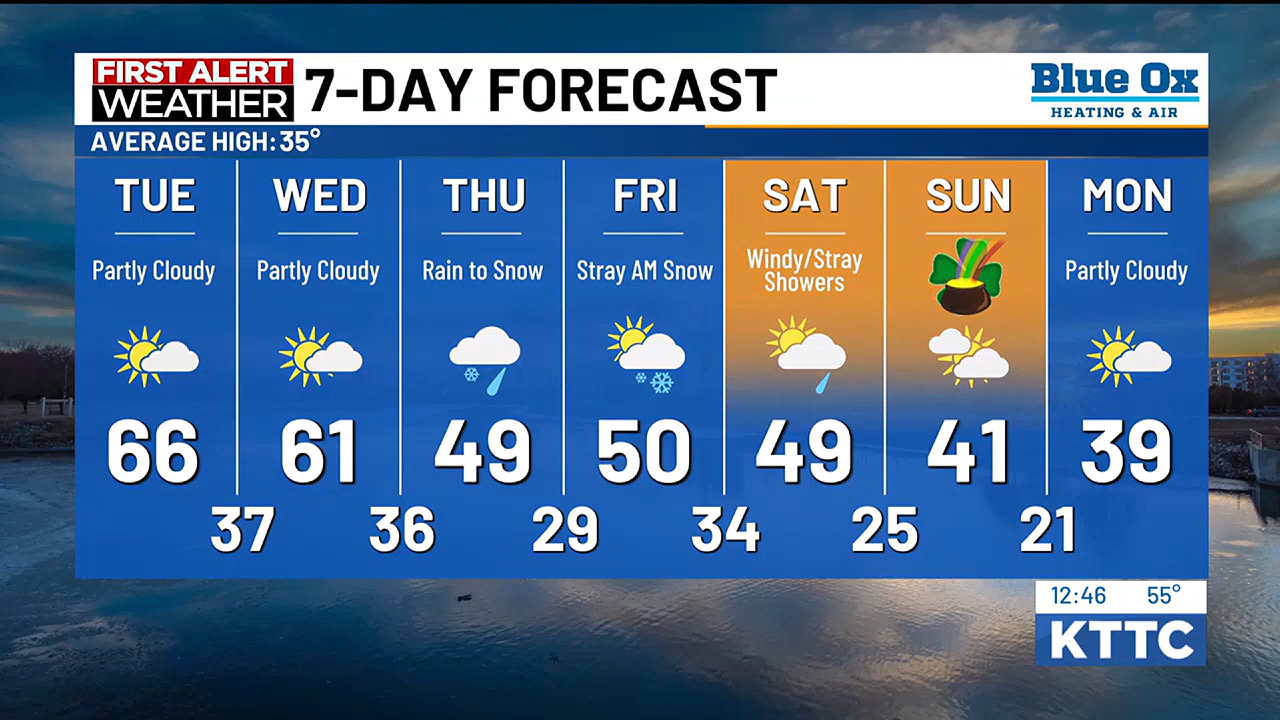 FIRST ALERT
WEATHER
7-DAY FORECAST
Blue Ox
HEATING & AIR
AVERAGE HIGH: 35°
TUE
WED
THU
FRI
SAT
SUN
MON
Partly Cloudy
Partly Cloudy
Rain to Snow
Stray AM Snow
Windy/Stray
Showers
Partly Cloudy
66
61
49
50
49
41
39
37
36
29
34
25
21
12:46 55°
KTTC